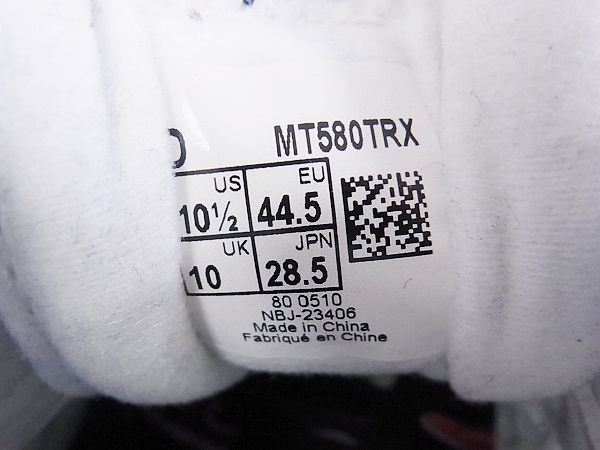 D MT580TRX
US EU
10½ 44.5
UK JPN
10 28.5
80 0510
NBJ-23406
Made in China
Fabriqué en Chine